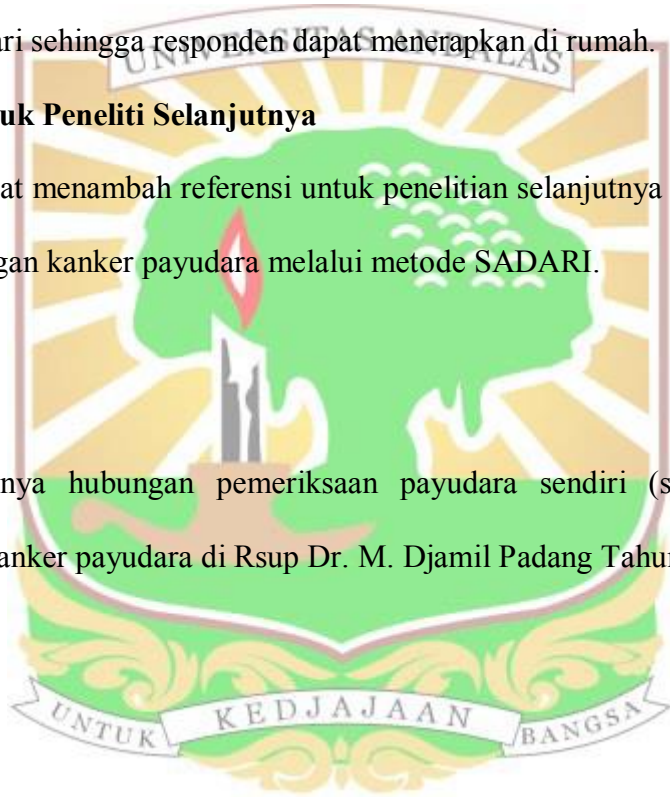 ari sehingga responden dapat menerapkan di rumah.
UNIVERSITAS ANDALAS
uk Peneliti Selanjutnya
at menambah referensi untuk penelitian selanjutnya
gan kanker payudara melalui metode SADARI.
nya hubungan pemeriksaan payudara sendiri (s
anker payudara di Rsup Dr. M. Djamil Padang Tahu
UNTUK KEDJAJAAN BANGSA